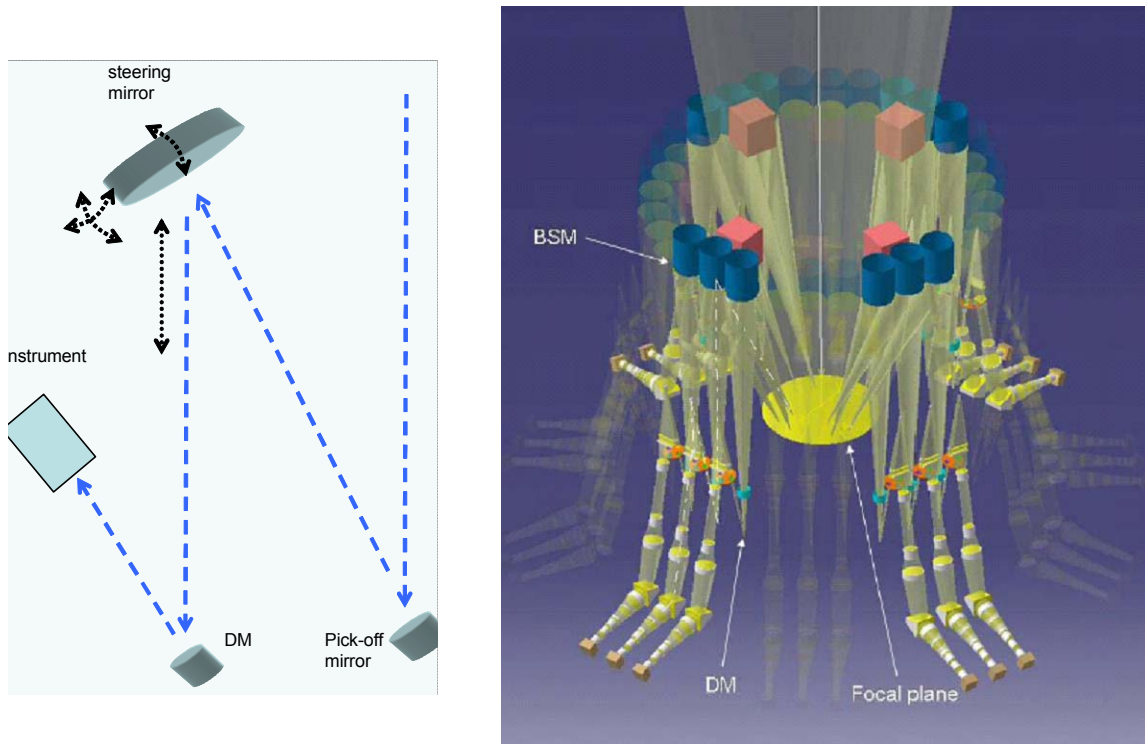 steering
mirror
nstrument
DM
Pick-off
mirror
BSM
DM
Focal plane